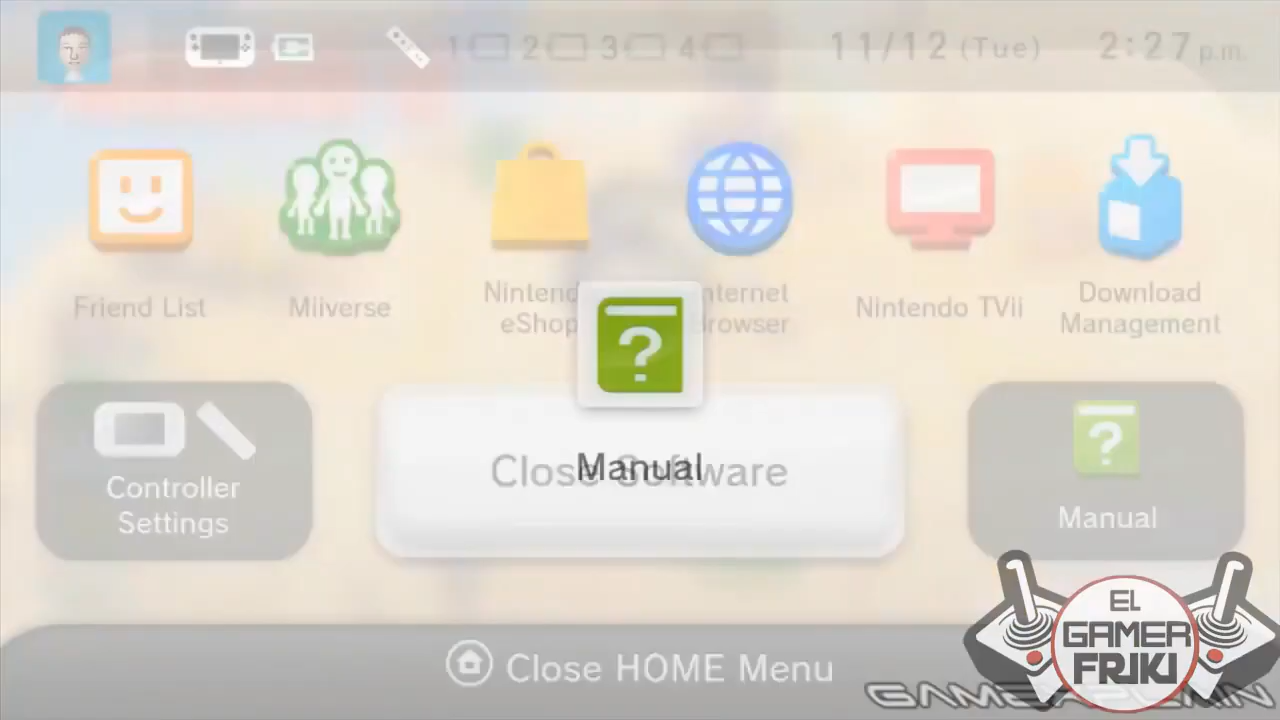 1 2 3 4 11/12 (Tue) 2:27 p.m.
Friend List
Miiverse
Nintendo
eShop
Internet
Browser
Nintendo TVii
Download
Management
Controller
Settings
Close Software
Manual
Manual
Close HOME Menu
EL
GAMER
FRIKI